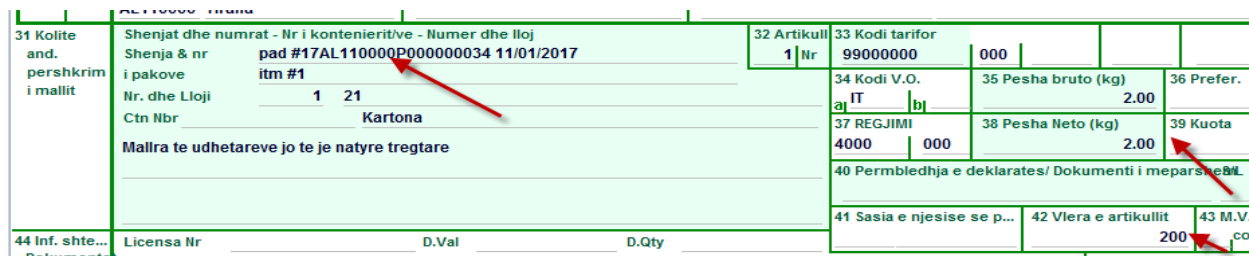 31 Kolite and. pershkrim i mallit
Shenjat dhe numrat - Nr i kontenierit/ve - Numer dhe lloj
Shenja & nr i pakove
pad #17AL110000P000000034 11/01/2017
itm #1
Nr. dhe Lloji 1 21
Ctn Nbr Kartona
Mallra te udhetareve jo te je natyre tregtare
32 Artikull
1 Nr
33 Kodi tarifor
99000000 000
34 Kodi V.O.
a| IT b|
35 Pesha bruto (kg)
2.00
36 Prefer.
37 REGJIMI
4000 000
38 Pesha Neto (kg)
2.00
39 Kuota
40 Permbledhja e deklarates/ Dokumenti i
41 Sasia e njesise se p...
42 Vlera e artikullit
200
43 M.V.
44 Inf. shte...
Licensa Nr D.Val D.Qty